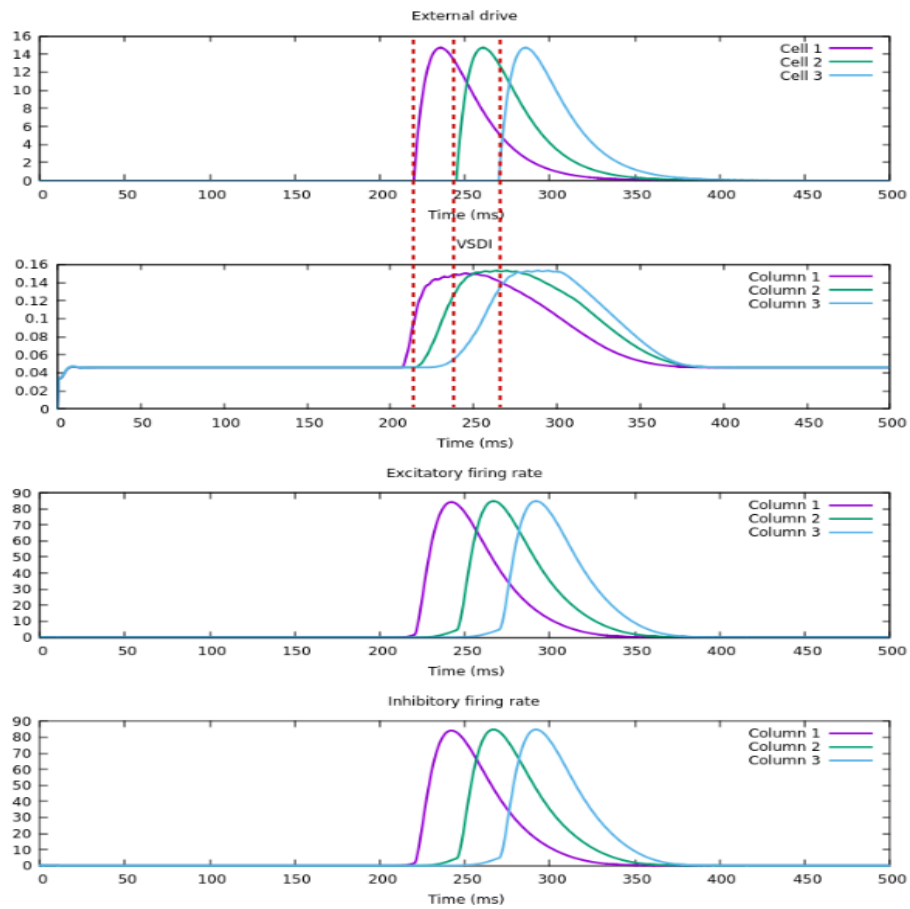 External drive
16
14
12
10
8
6
4
2
0
Cell 1
Cell 2
Cell 3
0 50 100 150 200 250 300 350 400 450 500
Time (ms)
VSDI
0.16
0.14
0.12
0.1
0.08
0.06
0.04
0.02
0
Column 1
Column 2
Column 3
0 50 100 150 200 250 300 350 400 450 500
Time (ms)
Excitatory firing rate
90
80
70
60
50
40
30
20
10
0
Column 1
Column 2
Column 3
0 50 100 150 200 250 300 350 400 450 500
Time (ms)
Inhibitory firing rate
90
80
70
60
50
40
30
20
10
0
Column 1
Column 2
Column 3
0 50 100 150 200 250 300 350 400 450 500
Time (ms)